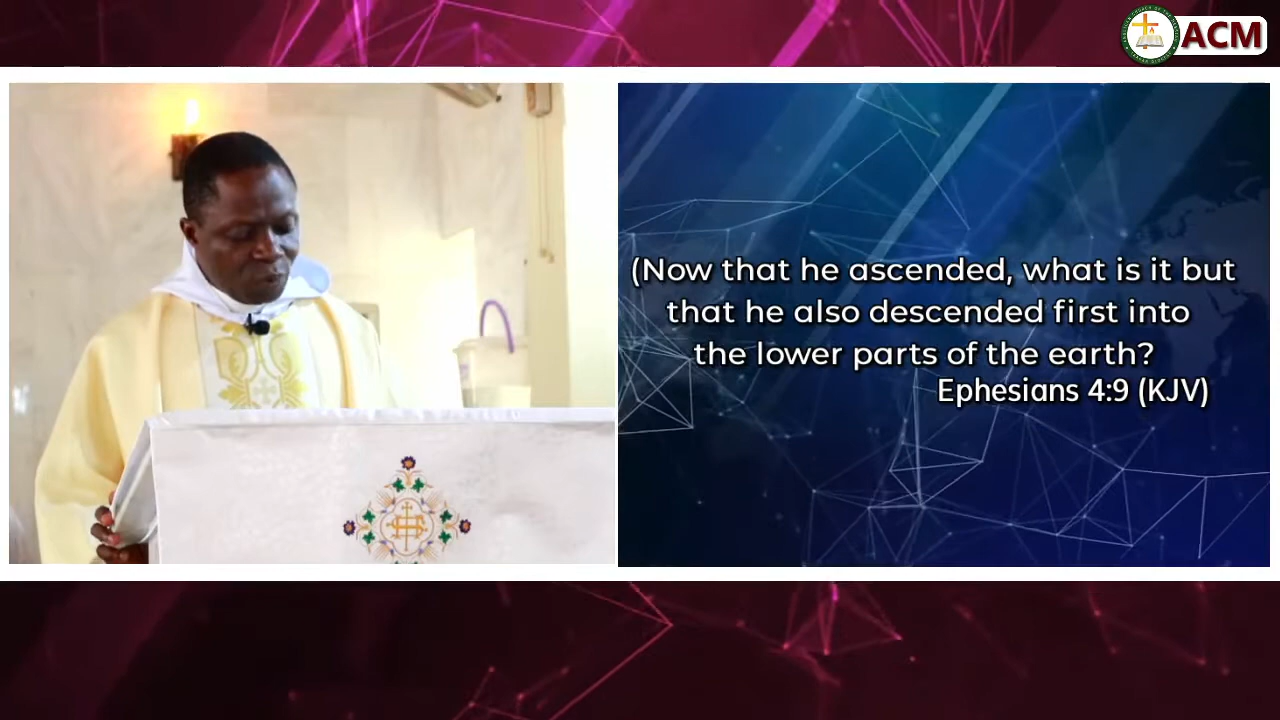 ACM
(Now that he ascended, what is it but
that he also descended first into
the lower parts of the earth?
Ephesians 4:9 (KJV)